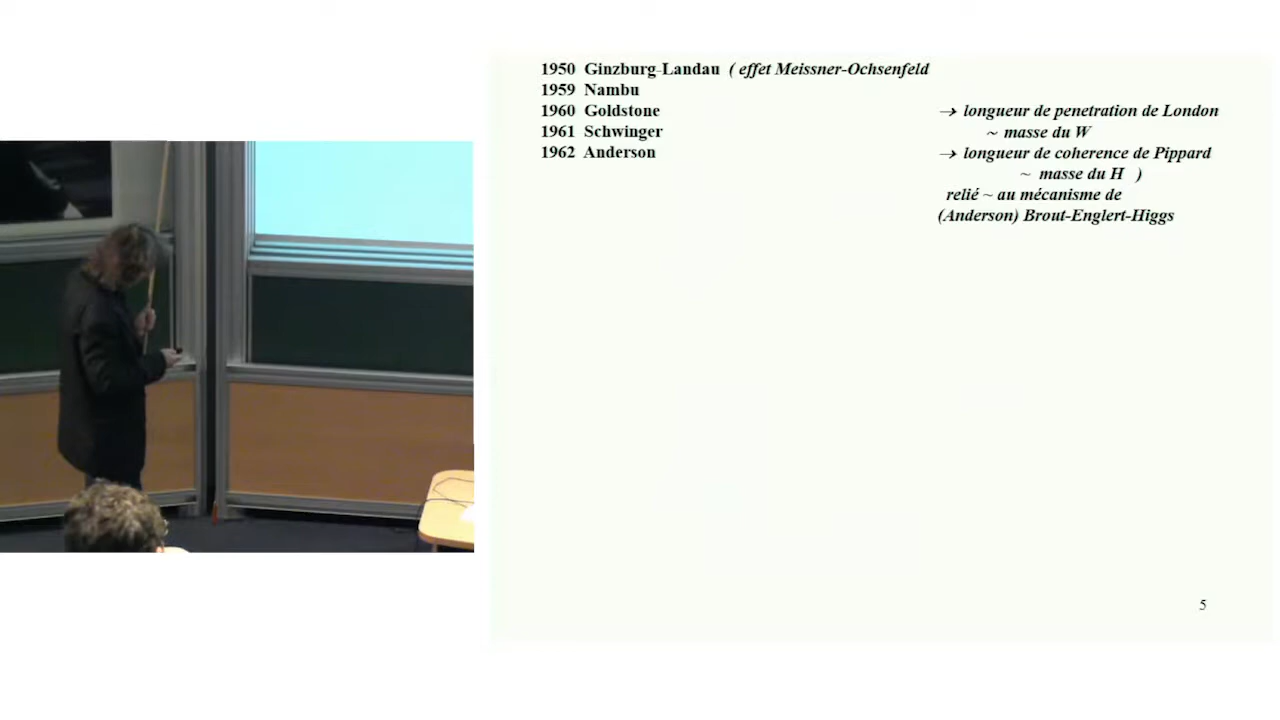 1950 Ginzburg-Landau ( effet Meissner-Ochsenfeld
1959 Nambu
1960 Goldstone → longueur de penetration de London
1961 Schwinger ~ masse du W
1962 Anderson → longueur de coherence de Pippard
~ masse du H )
relié ~ au mécanisme de
(Anderson) Brout-Englert-Higgs
5